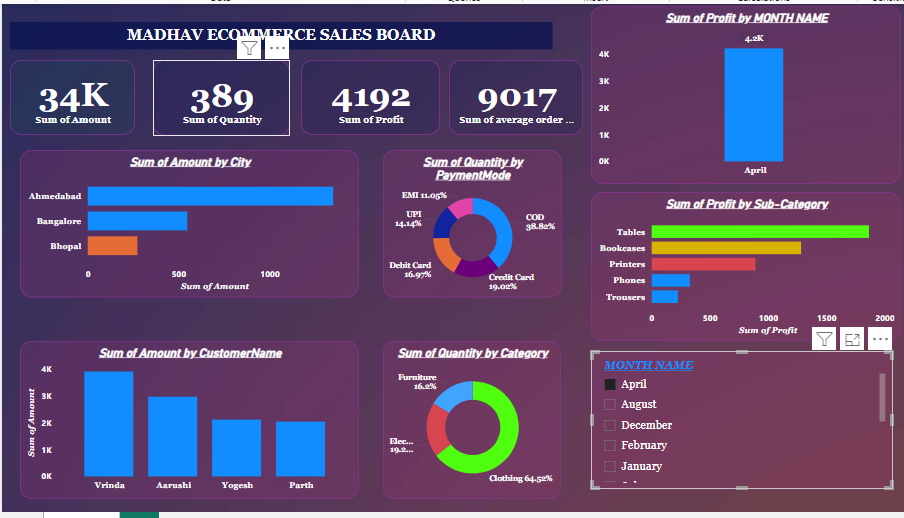 MADHAV ECOMMERCE SALES BOARD
34K
Sum of Amount
389
Sum of Quantity
4192
Sum of Profit
9017
Sum of average order ...
Sum of Profit by MONTH NAME
4.2K
4K
3K
2K
1K
0K
April
Sum of Amount by City
Ahmedabad
Bangalore
Bhopal
0
500
1000
Sum of Amount
Sum of Quantity by
PaymentMode
EMI 11.05%
UPI
14.14%
COD
38.82%
Debit Card
16.97%
Credit Card
19.02%
Sum of Profit by Sub-Category
Tables
Bookcases
Printers
Phones
Trousers
0
500
1000
1500
2000
Sum of Profit
Sum of Amount by CustomerName
Sum of Amount
4K
3K
2K
1K
0K
Vrinda
Aarushi
Yogesh
Parth
Sum of Quantity by Category
Furniture
16.2%
Elec...
19.2...
Clothing 64.52%
MONTH NAME
April
August
December
February
January